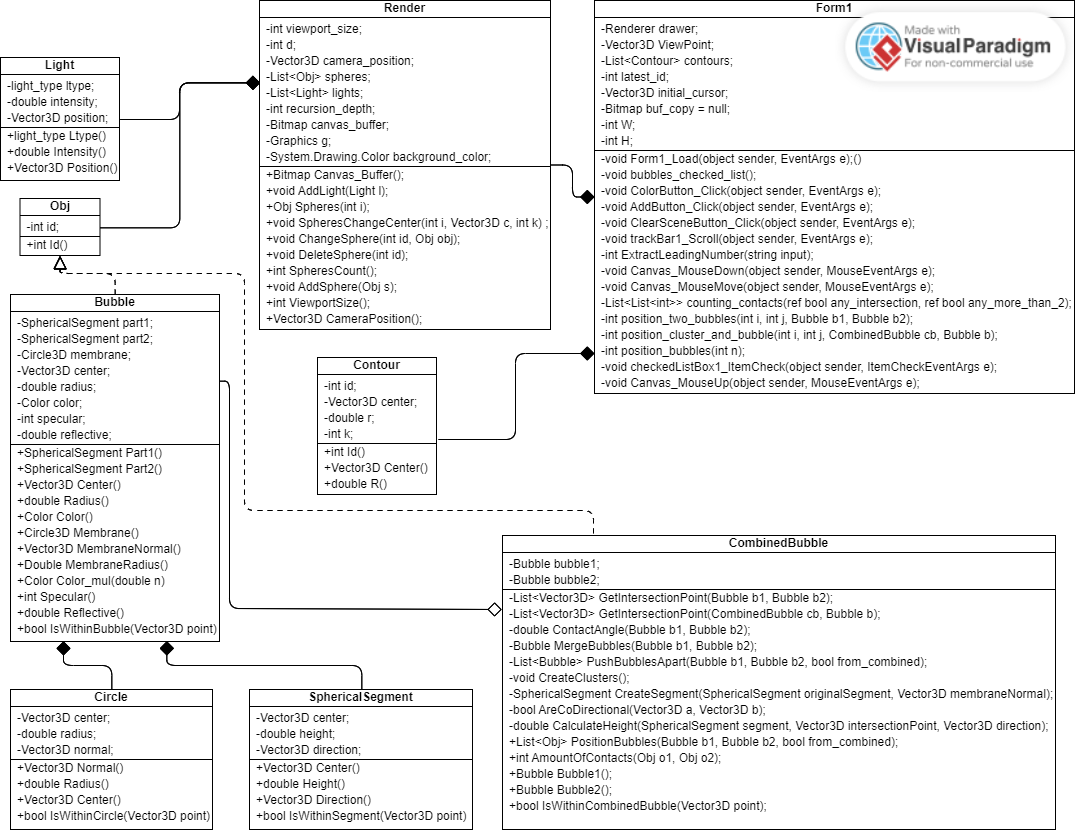 Render
-int viewport_size;
-int d;
-Vector3D camera_position;
-List<Obj> spheres;
-List<Light> lights;
-int recursion_depth;
-Bitmap canvas_buffer;
-Graphics g;
-System.Drawing.Color background_color;
+Bitmap Canvas_Buffer();
+void AddLight(Light l);
+Obj Spheres(int i);
+void SpheresChangeCenter(int i, Vector3D c, int k) ;
+void ChangeSphere(int id, Obj obj);
+void DeleteSphere(int id);
+int SpheresCount();
+void AddSphere(Obj s);
+int ViewportSize();
+Vector3D CameraPosition();
Form1
-Renderer drawer;
-Vector3D ViewPoint;
-List<Contour> contours;
-int latest_id;
-Vector3D initial_cursor;
-Bitmap buf_copy = null;
-int W;
-int H;
-void Form1_Load(object sender, EventArgs e);()
-void bubbles_checked_list();
-void ColorButton_Click(object sender, EventArgs e);
-void AddButton_Click(object sender, EventArgs e);
-void ClearSceneButton_Click(object sender, EventArgs e);
-void trackBar1_Scroll(object sender, EventArgs e);
-int ExtractLeadingNumber(string input);
-void Canvas_MouseDown(object sender, MouseEventArgs e);
-void Canvas_MouseMove(object sender, MouseEventArgs e);
-List<List<int>> counting_contacts(ref bool any_intersection, ref bool any_more_than_2);
-int position_two_bubbles(int i, int j, Bubble b1, Bubble b2);
-int position_cluster_and_bubble(int i, int j, CombinedBubble cb, Bubble b);
-int position_bubbles(int n);
-void checkedListBox1_ItemCheck(object sender, ItemCheckEventArgs e);
-void Canvas_MouseUp(object sender, MouseEventArgs e);
Made with
VisualParadigm
For non-commercial use
Light
-light_type ltype;
-double intensity;
-Vector3D position;
+light_type Ltype()
+double Intensity()
+Vector3D Position()
Obj
-int id;
+int Id()
Bubble
-SphericalSegment part1;
-SphericalSegment part2;
-Circle3D membrane;
-Vector3D center;
-double radius;
-Color color;
-int specular;
-double reflective;
+SphericalSegment Part1()
+SphericalSegment Part2()
+Vector3D Center()
+double Radius()
+Color Color()
+Circle3D Membrane()
+Vector3D MembraneNormal()
+Double MembraneRadius()
+Color Color_mul(double n)
+int Specular()
+double Reflective()
+bool IsWithinBubble(Vector3D point)
Contour
-int id;
-Vector3D center;
-double r;
-int k;
+int Id()
+Vector3D Center()
+double R()
CombinedBubble
-Bubble bubble1;
-Bubble bubble2;
-List<Vector3D> GetIntersectionPoint(Bubble b1, Bubble b2);
-List<Vector3D> GetIntersectionPoint(CombinedBubble cb, Bubble b);
-double ContactAngle(Bubble b1, Bubble b2);
-Bubble MergeBubbles(Bubble b1, Bubble b2);
-List<Bubble> PushBubblesApart(Bubble b1, Bubble b2, bool from_combined);
-void CreateClusters();
-SphericalSegment CreateSegment(SphericalSegment originalSegment, Vector3D membraneNormal);
-bool AreCoDirectional(Vector3D a, Vector3D b);
-double CalculateHeight(SphericalSegment segment, Vector3D intersectionPoint, Vector3D direction);
+List<Obj> PositionBubbles(Bubble b1, Bubble b2, bool from_combined);
+int AmountOfContacts(Obj o1, Obj o2);
+Bubble Bubble1();
+Bubble Bubble2();
+bool IsWithinCombinedBubble(Vector3D point);
Circle
-Vector3D center;
-double radius;
-Vector3D normal;
+Vector3D Normal()
+double Radius()
+Vector3D Center()
+bool IsWithinCircle(Vector3D point)
SphericalSegment
-Vector3D center;
-double height;
-Vector3D direction;
+Vector3D Center()
+double Height()
+Vector3D Direction()
+bool IsWithinSegment(Vector3D point)